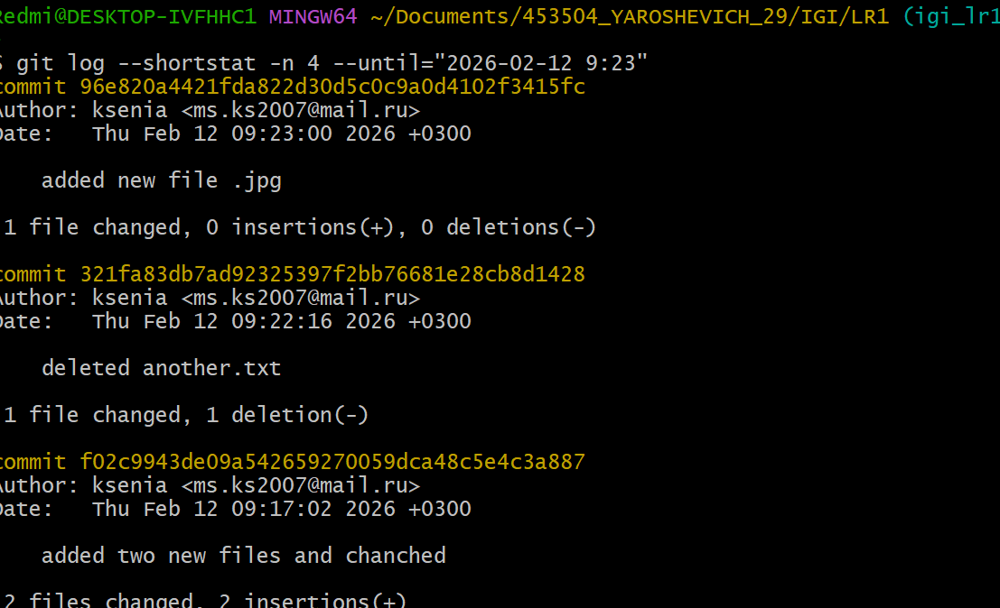 Redmi@DESKTOP-IVFHHC1 MINGW64 ~/Documents/453504_YAROSHEVICH_29/IGI/LR1 (igi_lr1
$ git log --shortstat -n 4 --until="2026-02-12 9:23"
commit 96e820a4421fda822d30d5c0c9a0d4102f3415fc
Author: ksenia <ms.ks2007@mail.ru>
Date:   Thu Feb 12 09:23:00 2026 +0300
added new file .jpg
1 file changed, 0 insertions(+), 0 deletions(-)
commit 321fa83db7ad92325397f2bb76681e28cb8d1428
Author: ksenia <ms.ks2007@mail.ru>
Date:   Thu Feb 12 09:22:16 2026 +0300
deleted another.txt
1 file changed, 1 deletion(-)
commit f02c9943de09a542659270059dca48c5e4c3a887
Author: ksenia <ms.ks2007@mail.ru>
Date:   Thu Feb 12 09:17:02 2026 +0300
added two new files and chanched
2 files changed, 2 insertions(+)